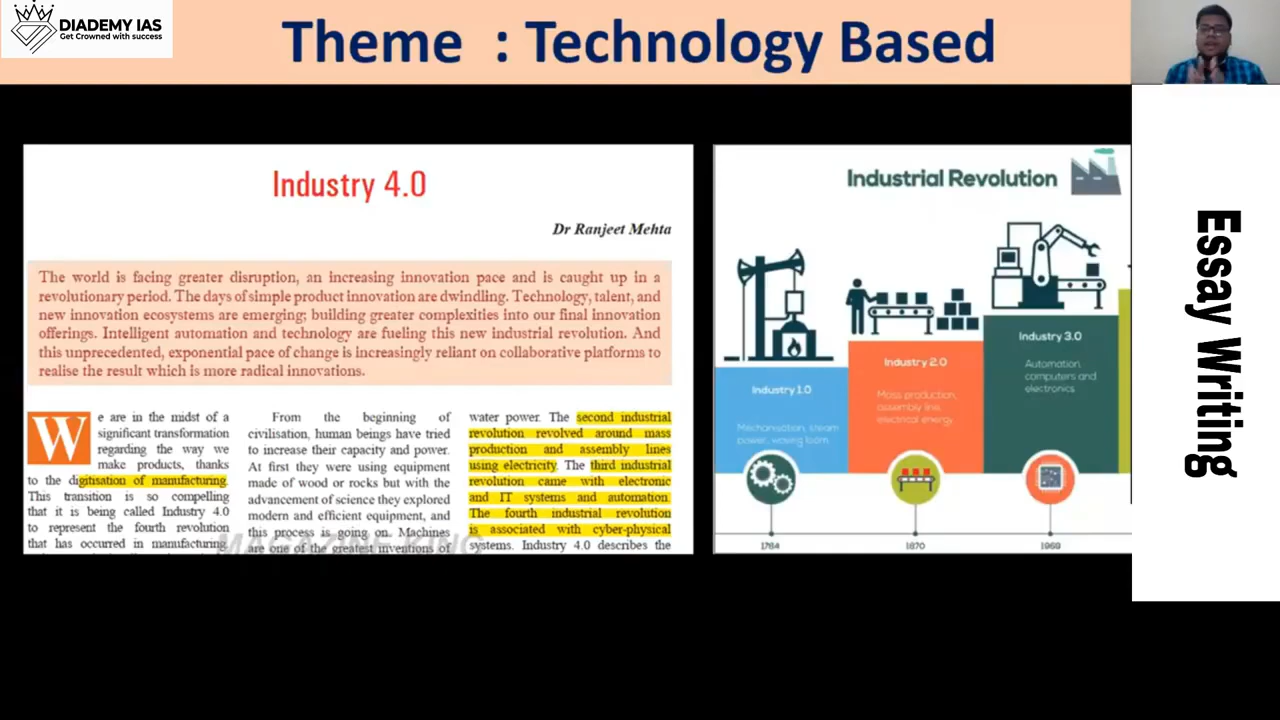 DIADEMY IAS
Get Crowned with success
Theme : Technology Based
Industry 4.0
Dr Ranjeet Mehta
The world is facing greater disruption, an increasing innovation pace and is caught up in a
revolutionary period. The days of simple product innovation are dwindling. Technology, talent, and
new innovation ecosystems are emerging; building greater complexities into our final innovation
offerings. Intelligent automation and technology are fueling this new industrial revolution. And
this unprecedented, exponential pace of change is increasingly reliant on collaborative platforms to
realise the result which is more radical innovations.
We are in the midst of a
significant transformation
regarding the way we
make products, thanks
to the digitisation of manufacturing.
This transition is so compelling
that it is being called Industry 4.0
to represent the fourth revolution
that has occurred in manufacturing
From the beginning of
civilisation, human beings have tried
to increase their capacity and power.
At first they were using equipment
made of wood or rocks but with the
advancement of science they explored
modern and efficient equipment, and
this process is going on. Machines
are one of the greatest inventions of
water power. The second industrial
revolution revolved around mass
production and assembly lines
using electricity. The third industrial
revolution came with electronic
and IT systems and automation.
The fourth industrial revolution
is associated with cyber-physical
systems. Industry 4.0 describes the
MAGAZINE KING
Industrial Revolution
Industry 1.0
Mechanisation, steam
power, weving loom
Industry 2.0
Mass production,
assembly line,
electrical energy
Industry 3.0
Automation,
computers and
electronics
1784
1870
1969
Essay Writing